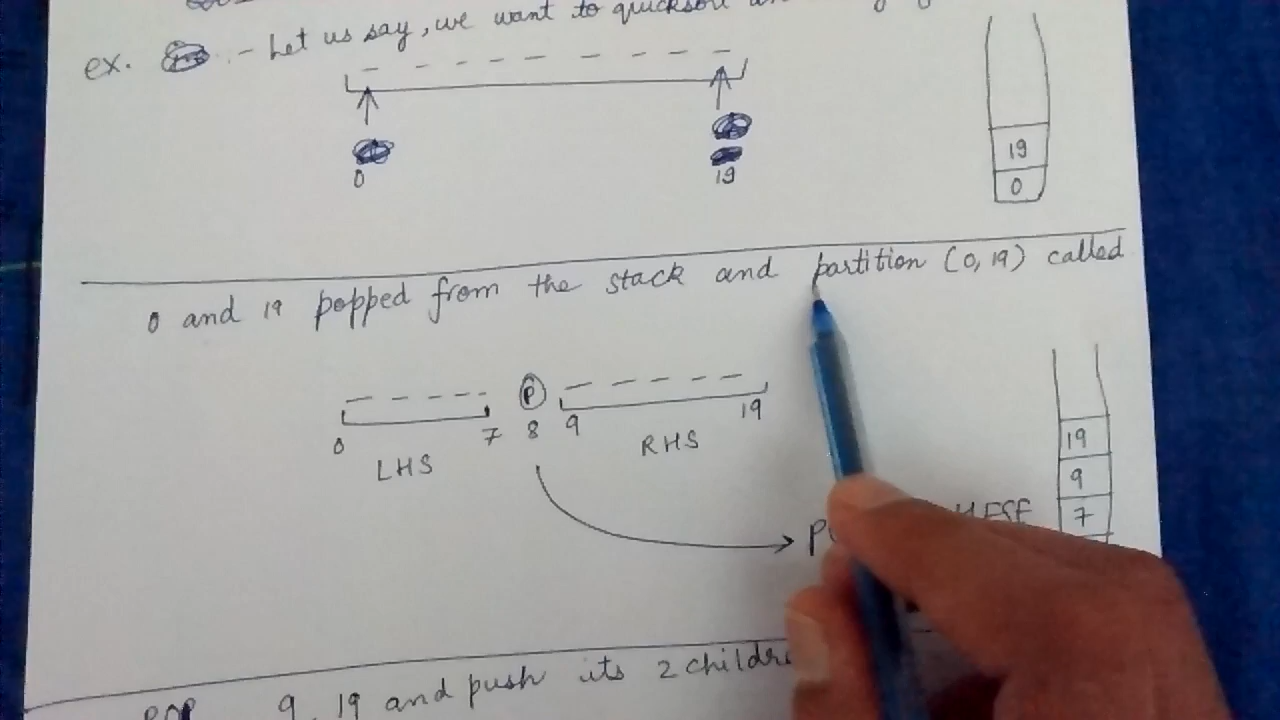 ex. - Let us say, we want to quicksort
0 19
19
0
0 and 19 popped from the stack and partition (0, 19) called
P
0 7 8 9 19
LHS RHS
19
9
7
9, 19 and push its 2